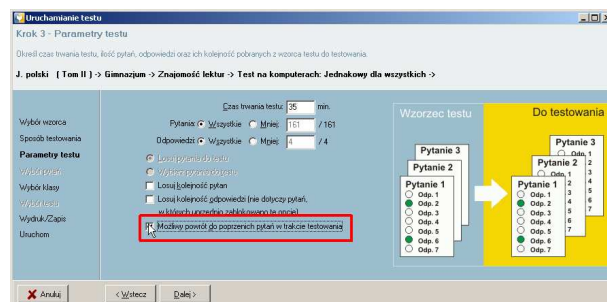 Uruchamianie testu
Krok 3 - Parametry testu
Określ czas trwania testu, ilość pytań, odpowiedzi oraz ich kolejność pobranych z wzorca testu do testowania.
J. polski [ Tom II ] -> Gimnazjum -> Znajomość lektur -> Test na komputerach: Jednakowy dla wszystkich ->
Wybór wzorca
Sposób testowania
Parametry testu
Wybór pytań
Wybór klasy
Wybór testu
Wydruk/Zapis
Uruchom
Czas trwania testu: 35 min.
Pytania: Wszystkie Mniej: 161 / 161
Odpowiedzi: Wszystkie Mniej: 4 / 4
Losuj pytania do testu
Wybierz pytania do testu
Losuj kolejność pytan
Losuj kolejność odpowiedzi (nie dotyczy pytań,
w których uprzednio zablokowano te opcje)
Możliwy powrót do poprzenich pytań w trakcie testowania
Wzorzec testu
Pytanie 3
Pytanie 2
Pytanie 1
Odp. 1
Odp. 2
Odp. 3
Odp. 4
Odp. 5
Odp. 6
Odp. 7
Do testowania
Pytanie 3
Odp. 1
Pytanie 2
Pytanie 1
Odp. 1
Odp. 2
Odp. 3
Odp. 4
Odp. 5
Odp. 6
Odp. 7
Anuluj
< Wstecz
Dalej >